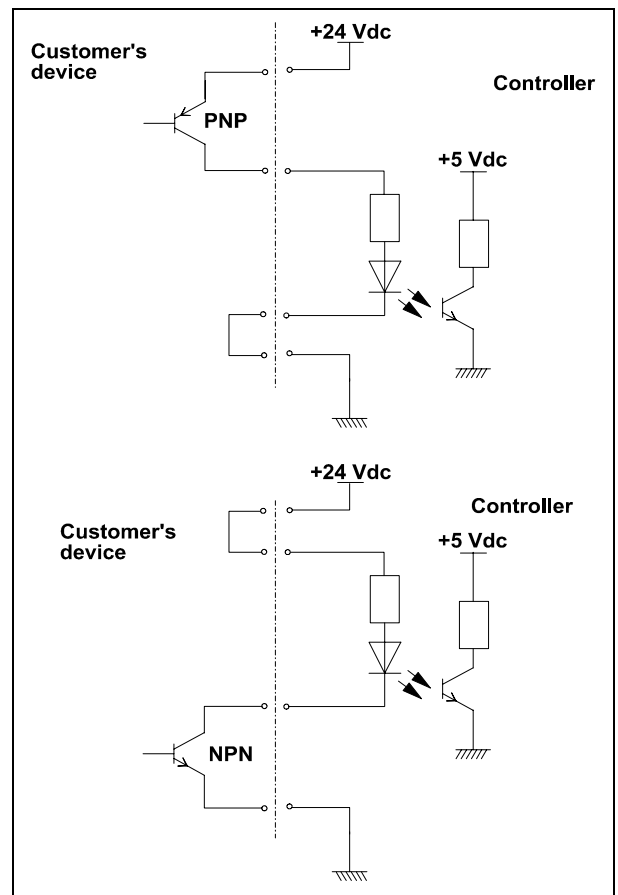 +24 Vdc
Customer's
device
Controller
PNP
+5 Vdc
+24 Vdc
Controller
Customer's
device
+5 Vdc
NPN